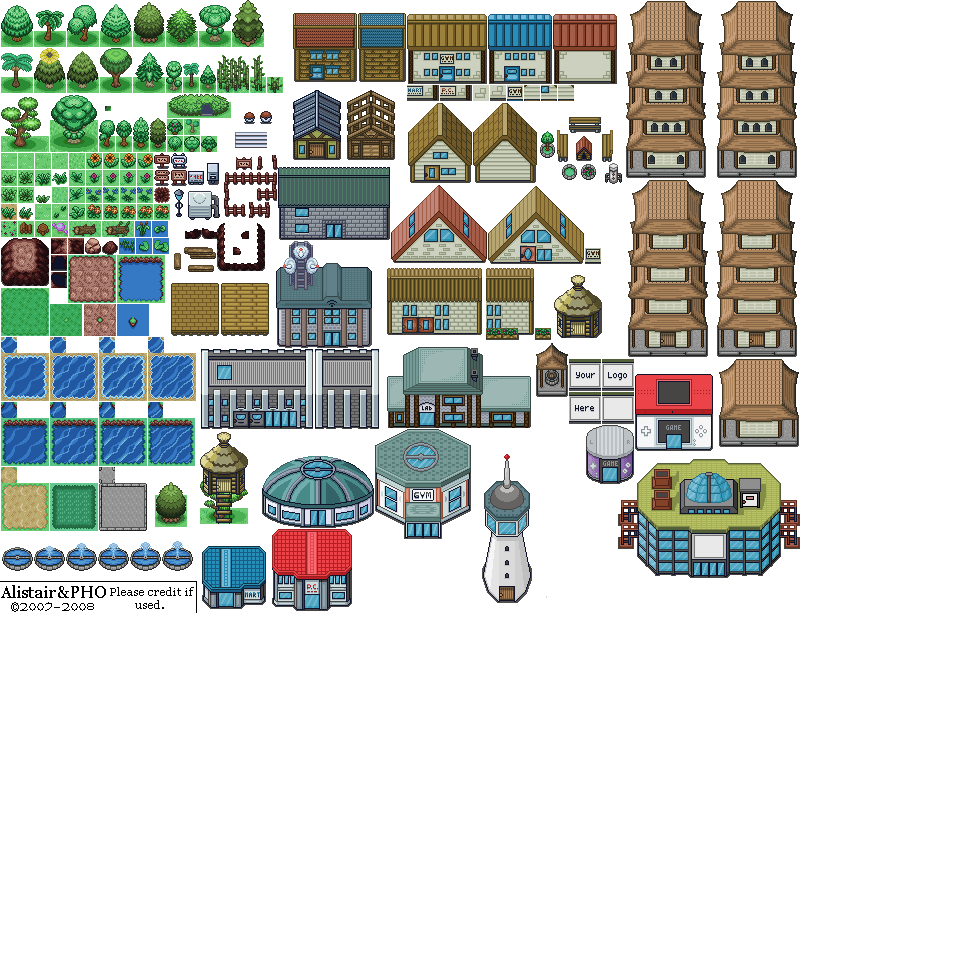 GYM
MART
P.C.
GYM
GYM
Your Logo
Here
GAME
LAB
GAME
GYM
MART
P.C.
Alistair&PHO Please credit if
©2007-2008 used.